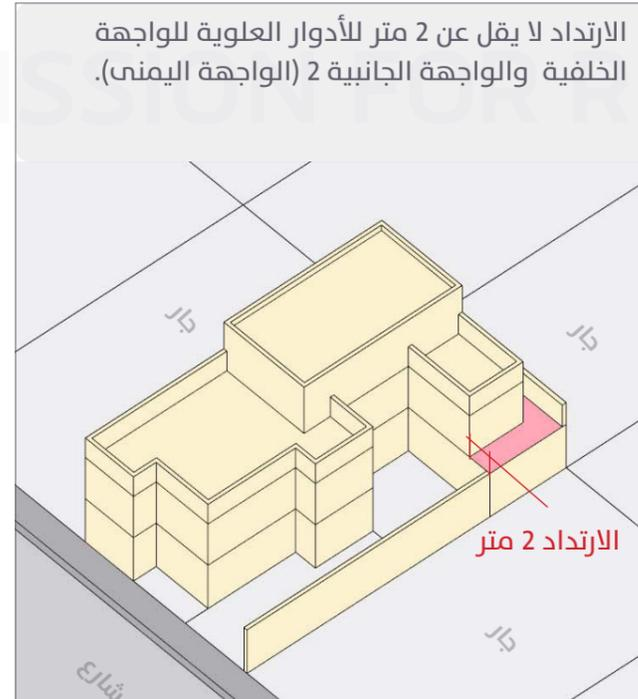 الارتداد لا يقل عن 2 متر للأدوار العلوية للواجهة
الخلفية والواجهة الجانبية 2 (الواجهة اليمنى).
جار
جار
الارتداد 2 متر
جار
شارع